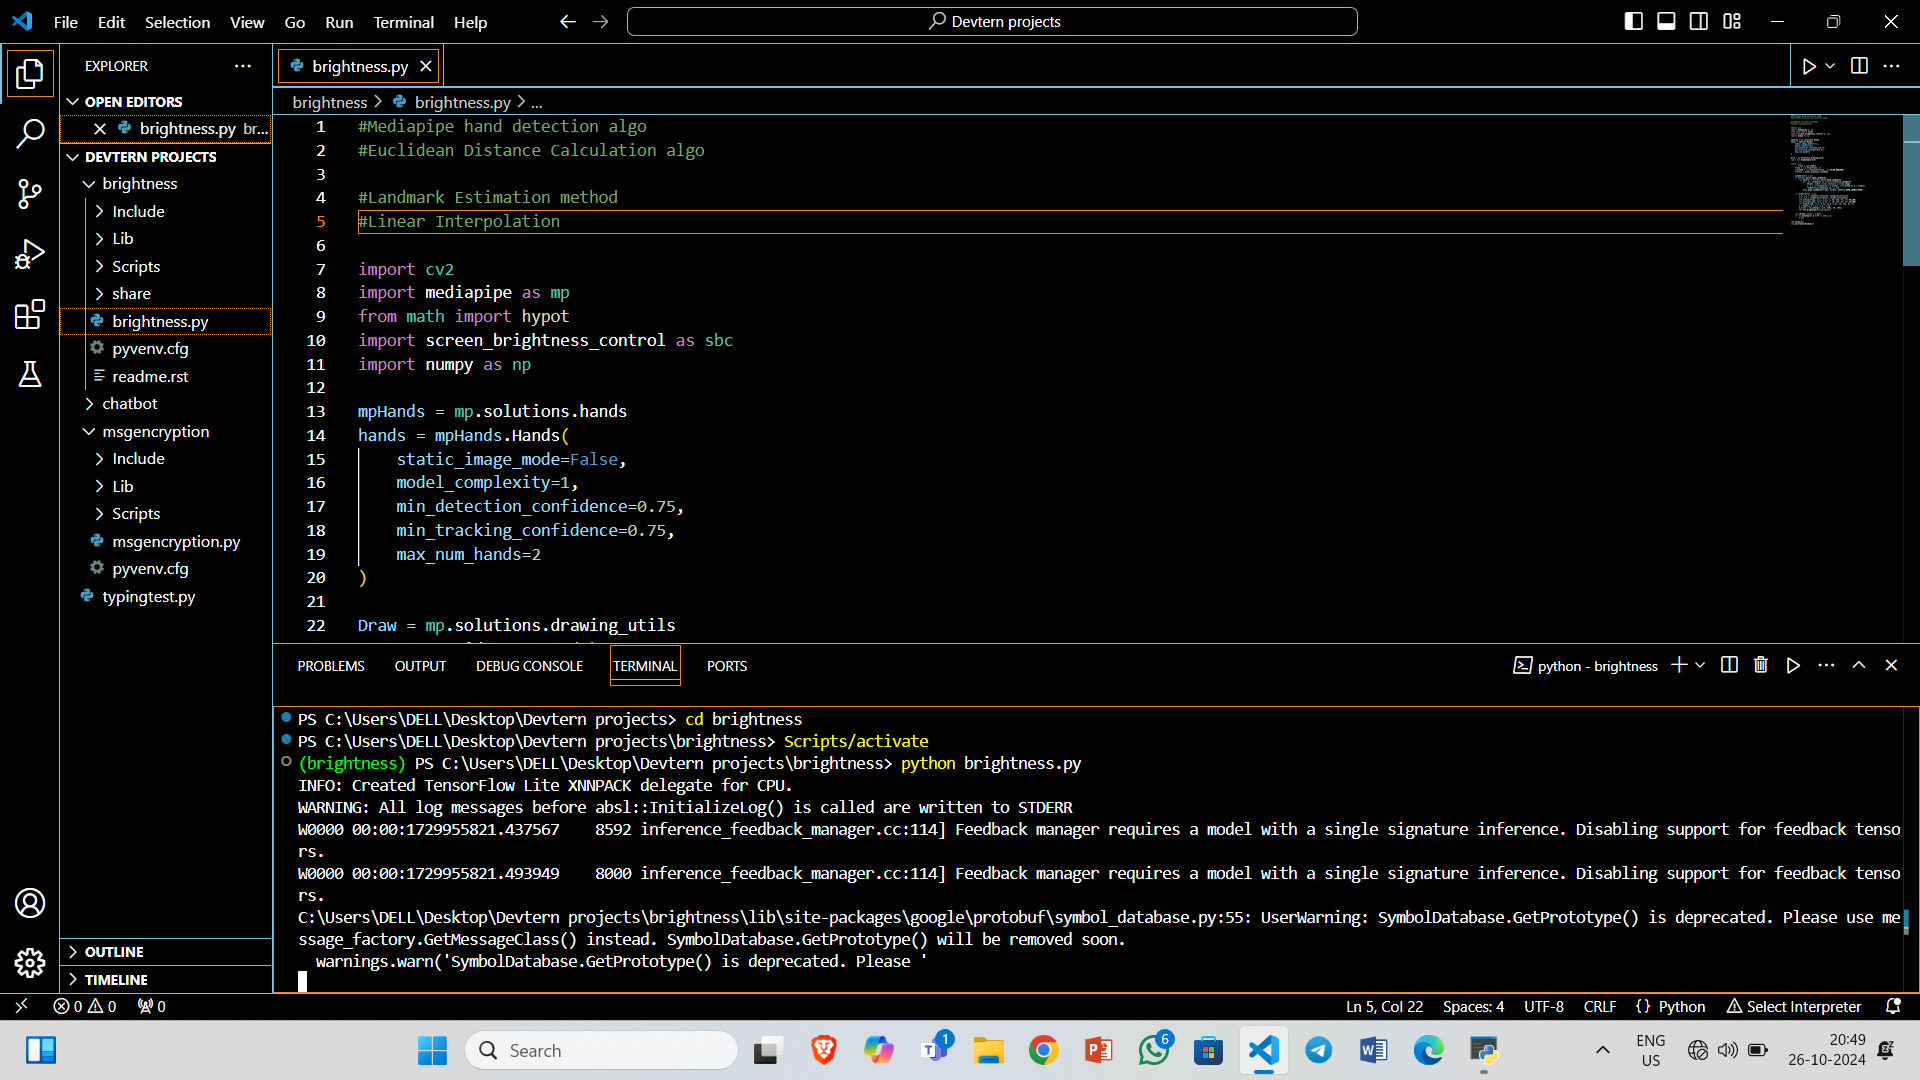 File Edit Selection View Go Run Terminal Help
Devtern projects
EXPLORER
OPEN EDITORS
brightness.py br...
DEVTERN PROJECTS
brightness
Include
Lib
Scripts
share
brightness.py
pyvenv.cfg
readme.rst
chatbot
msgencryption
Include
Lib
Scripts
msgencryption.py
pyvenv.cfg
typingtest.py
OUTLINE
TIMELINE
brightness.py
brightness > brightness.py > ...
1 #Mediapipe hand detection algo
2 #Euclidean Distance Calculation algo
3
4 #Landmark Estimation method
5 #Linear Interpolation
6
7 import cv2
8 import mediapipe as mp
9 from math import hypot
10 import screen_brightness_control as sbc
11 import numpy as np
12
13 mpHands = mp.solutions.hands
14 hands = mpHands.Hands(
15     static_image_mode=False,
16     model_complexity=1,
17     min_detection_confidence=0.75,
18     min_tracking_confidence=0.75,
19     max_num_hands=2
20 )
21
22 Draw = mp.solutions.drawing_utils
PROBLEMS OUTPUT DEBUG CONSOLE TERMINAL PORTS
python - brightness
PS C:\Users\DELL\Desktop\Devtern projects> cd brightness
PS C:\Users\DELL\Desktop\Devtern projects\brightness> Scripts/activate
(brightness) PS C:\Users\DELL\Desktop\Devtern projects\brightness> python brightness.py
INFO: Created TensorFlow Lite XNNPACK delegate for CPU.
WARNING: All log messages before absl::InitializeLog() is called are written to STDERR
W0000 00:00:1729955821.437567    8592 inference_feedback_manager.cc:114] Feedback manager requires a model with a single signature inference. Disabling support for feedback tenso
rs.
W0000 00:00:1729955821.493949    8000 inference_feedback_manager.cc:114] Feedback manager requires a model with a single signature inference. Disabling support for feedback tenso
rs.
C:\Users\DELL\Desktop\Devtern projects\brightness\lib\site-packages\google\protobuf\symbol_database.py:55: UserWarning: SymbolDatabase.GetPrototype() is deprecated. Please use me
ssage_factory.GetMessageClass() instead. SymbolDatabase.GetPrototype() will be removed soon.
  warnings.warn('SymbolDatabase.GetPrototype() is deprecated. Please '
0 0 0
Ln 5, Col 22 Spaces: 4 UTF-8 CRLF {} Python Select Interpreter
Search
1
6
ENG
US
20:49
26-10-2024